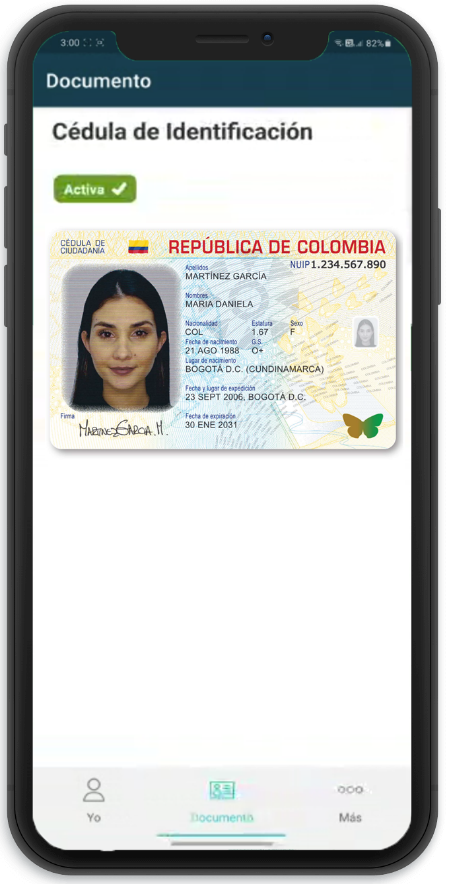 3:00
82%
Documento
Cédula de Identificación
Activa
CÉDULA DE
CIUDADANÍA
REPÚBLICA DE COLOMBIA
NUIP 1.234.567.890
Apellidos
MARTÍNEZ GARCÍA
Nombres
MARIA DANIELA
Nacionalidad Estatura Sexo
COL 1.67 F
Fecha de nacimiento G.S.
21 AGO 1988 O+
Lugar de nacimiento
BOGOTÁ D.C. (CUNDINAMARCA)
Fecha y lugar de expedición
23 SEPT 2006, BOGOTÁ D.C.
Firma
Martínez García M.
Fecha de expiración
30 ENE 2031
Yo
Documento
Más